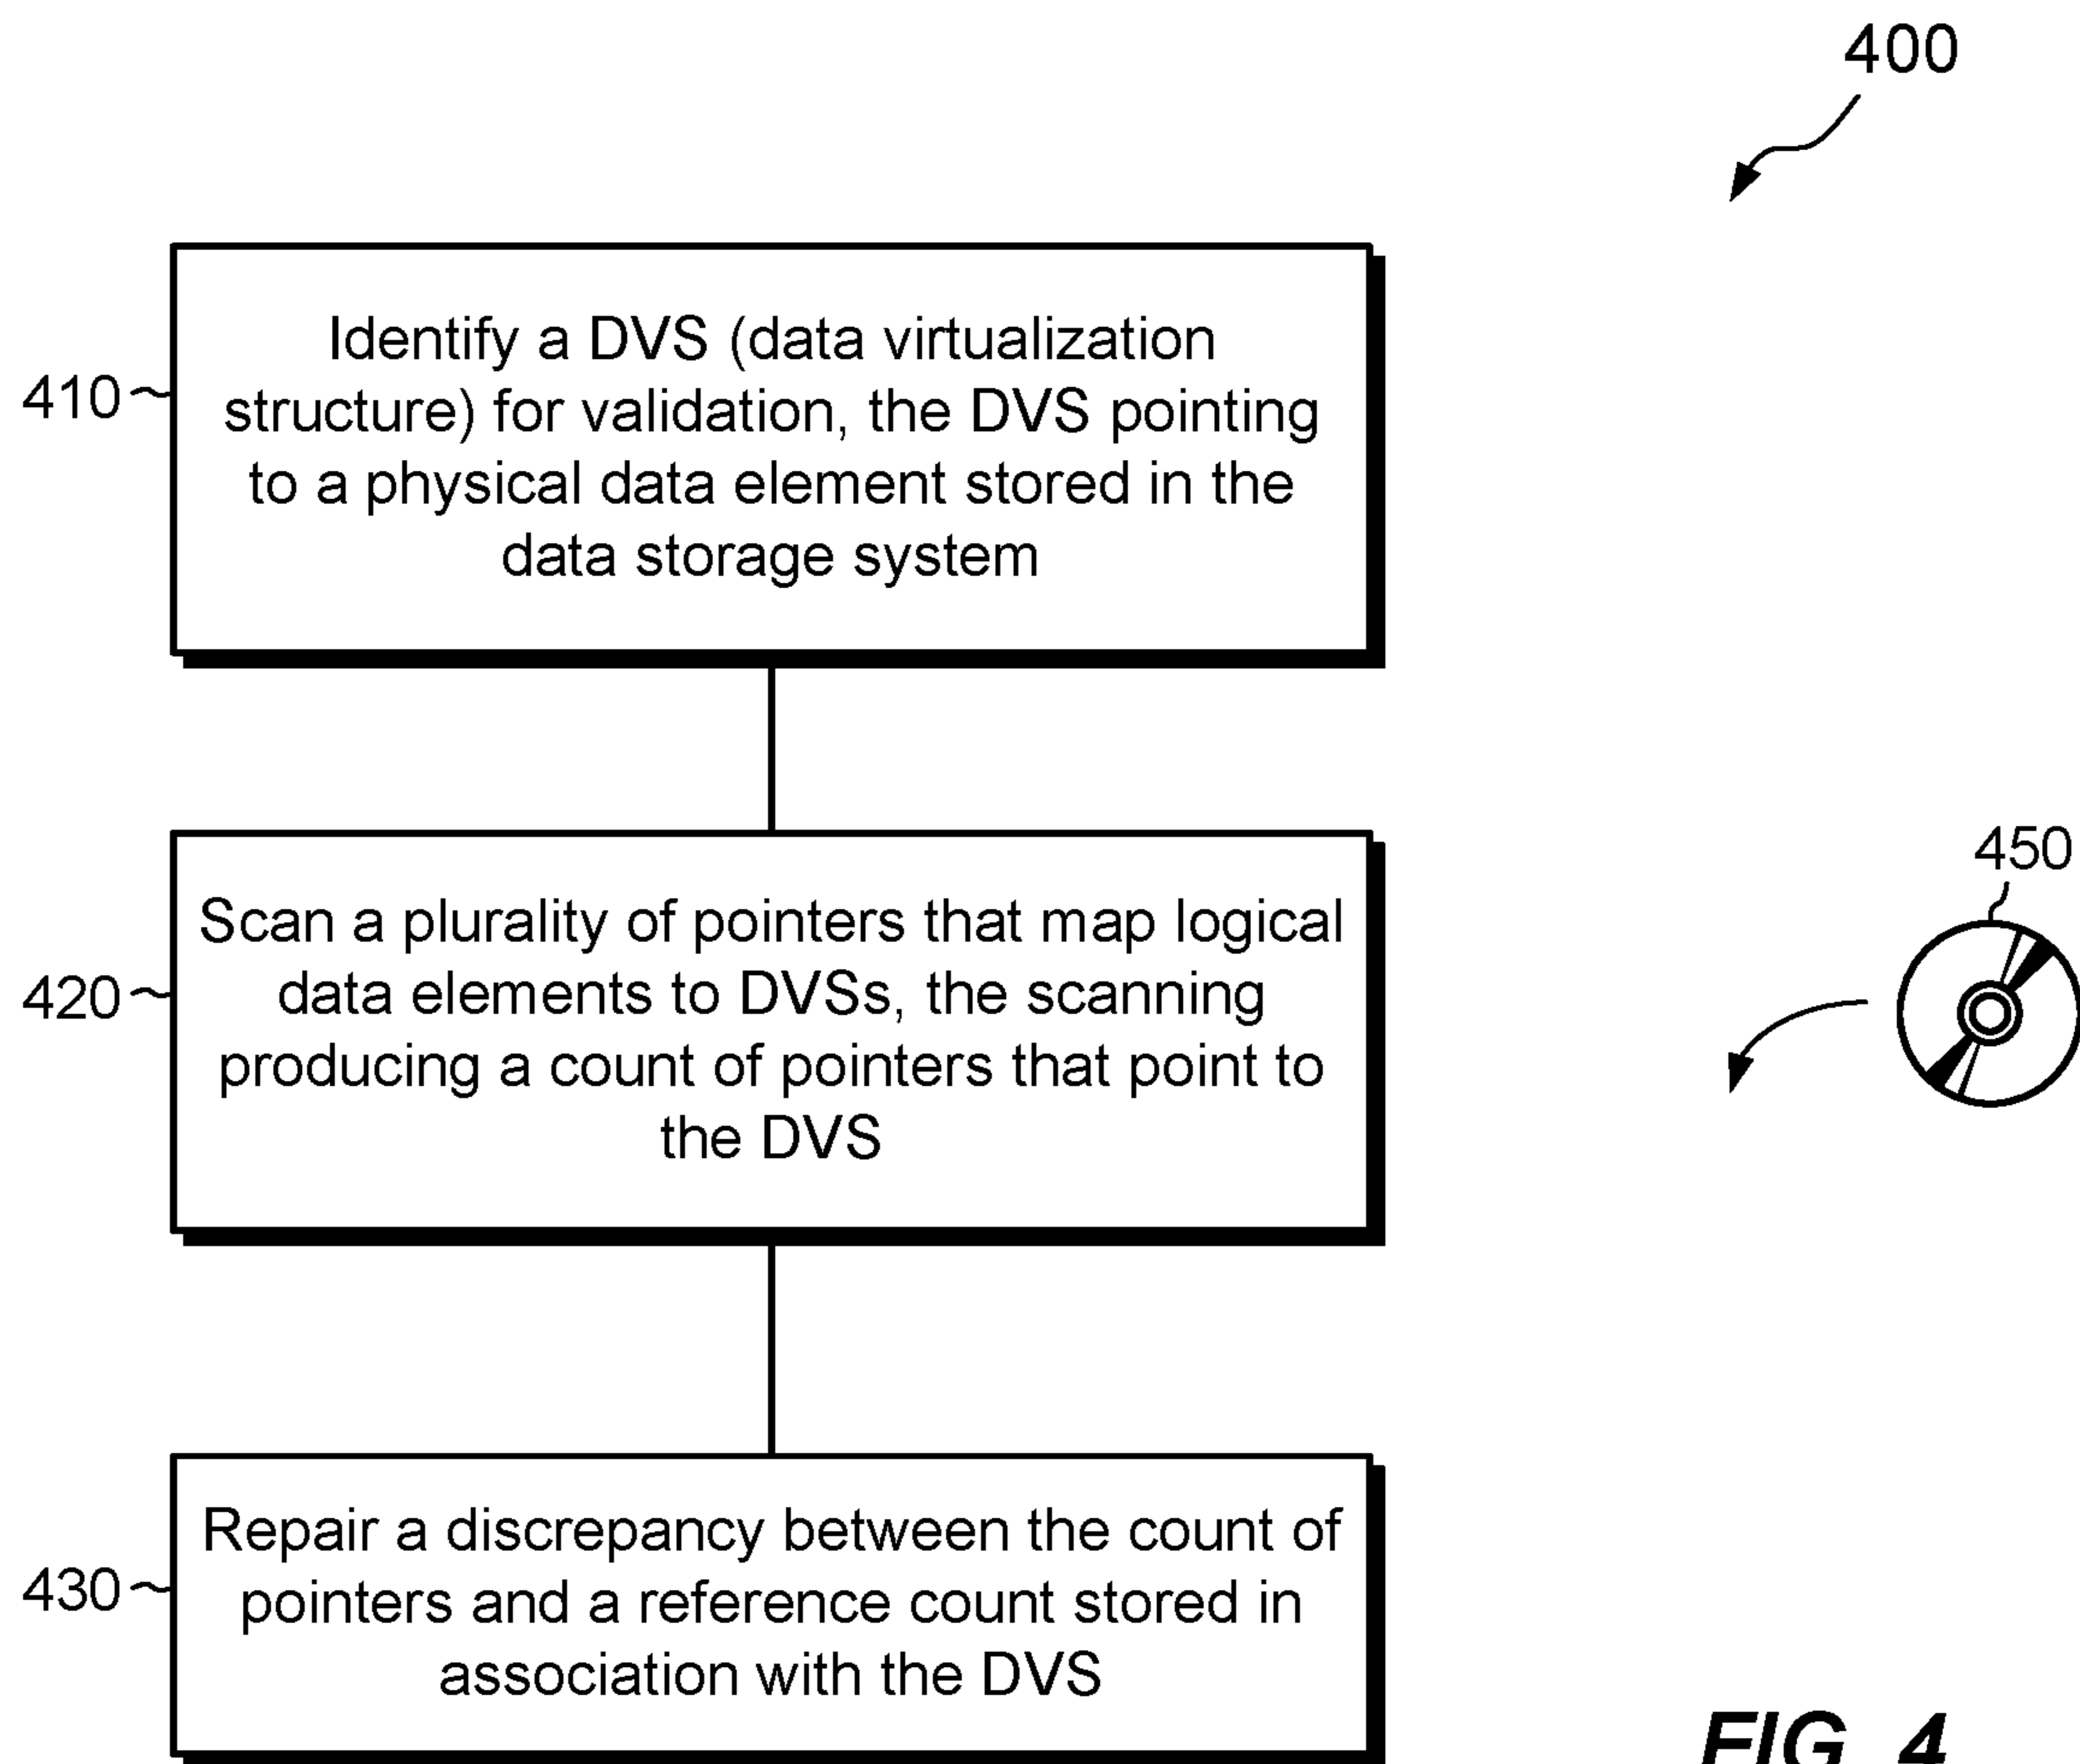 400
Identify a DVS (data virtualization
structure) for validation, the DVS pointing
to a physical data element stored in the
data storage system
410
Scan a plurality of pointers that map logical
data elements to DVSs, the scanning
producing a count of pointers that point to
the DVS
420
450
Repair a discrepancy between the count of
pointers and a reference count stored in
association with the DVS
430
FIG. 4